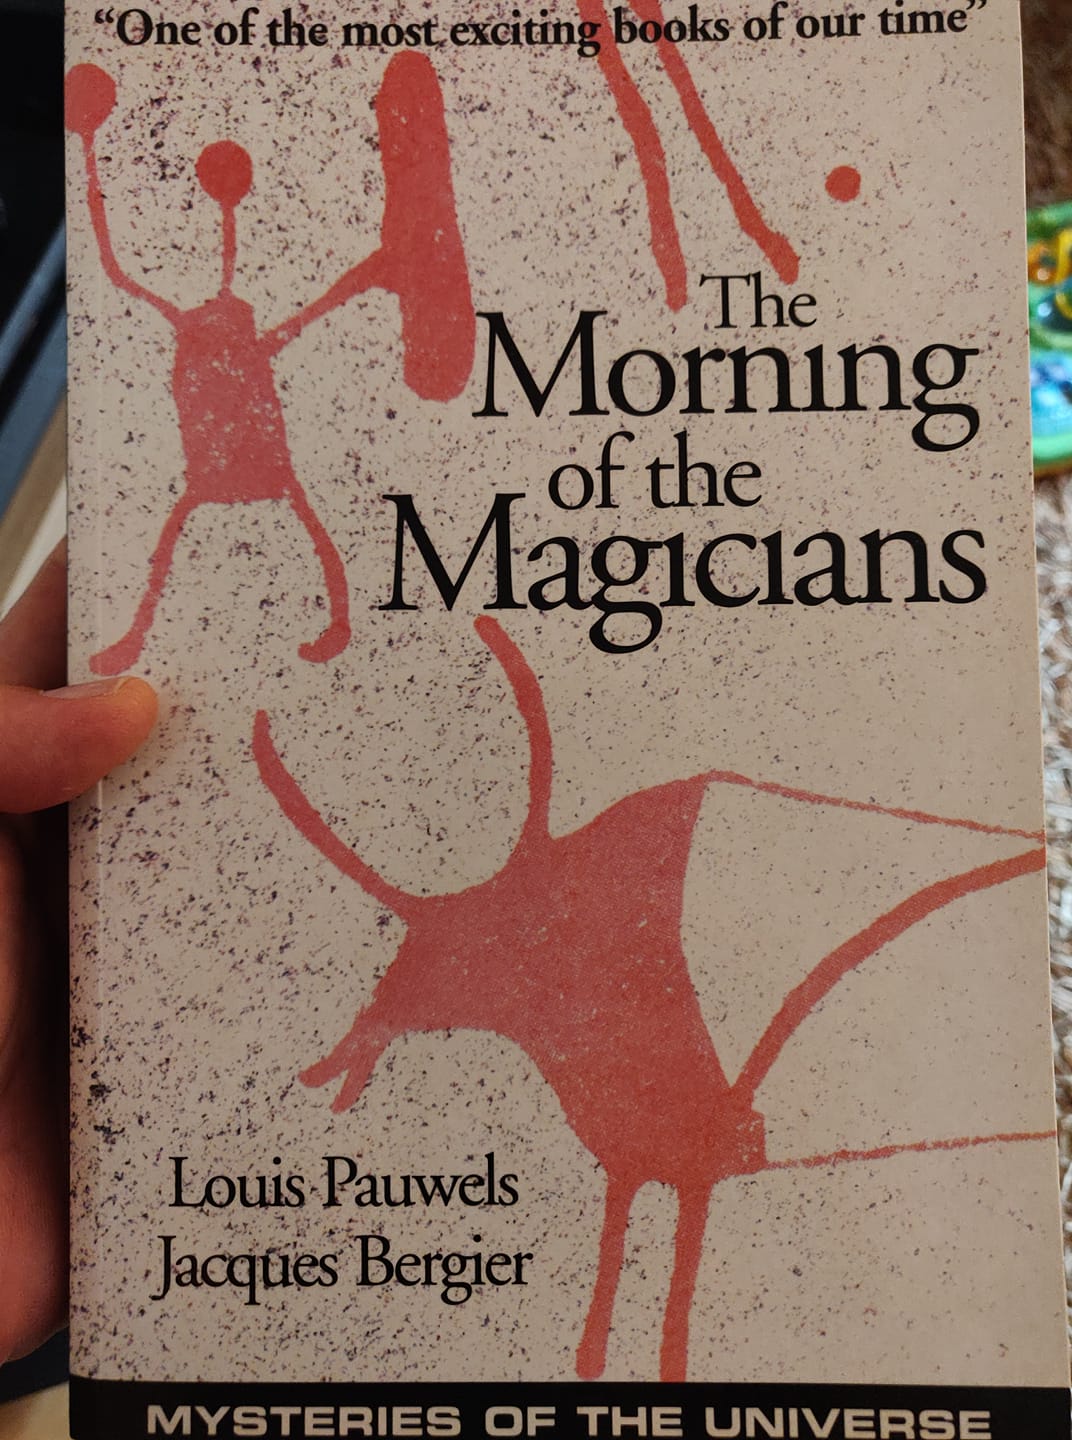 “One of the most exciting books of our time”
The
Morning
of the
Magicians
Louis Pauwels
Jacques Bergier
MYSTERIES OF THE UNIVERSE